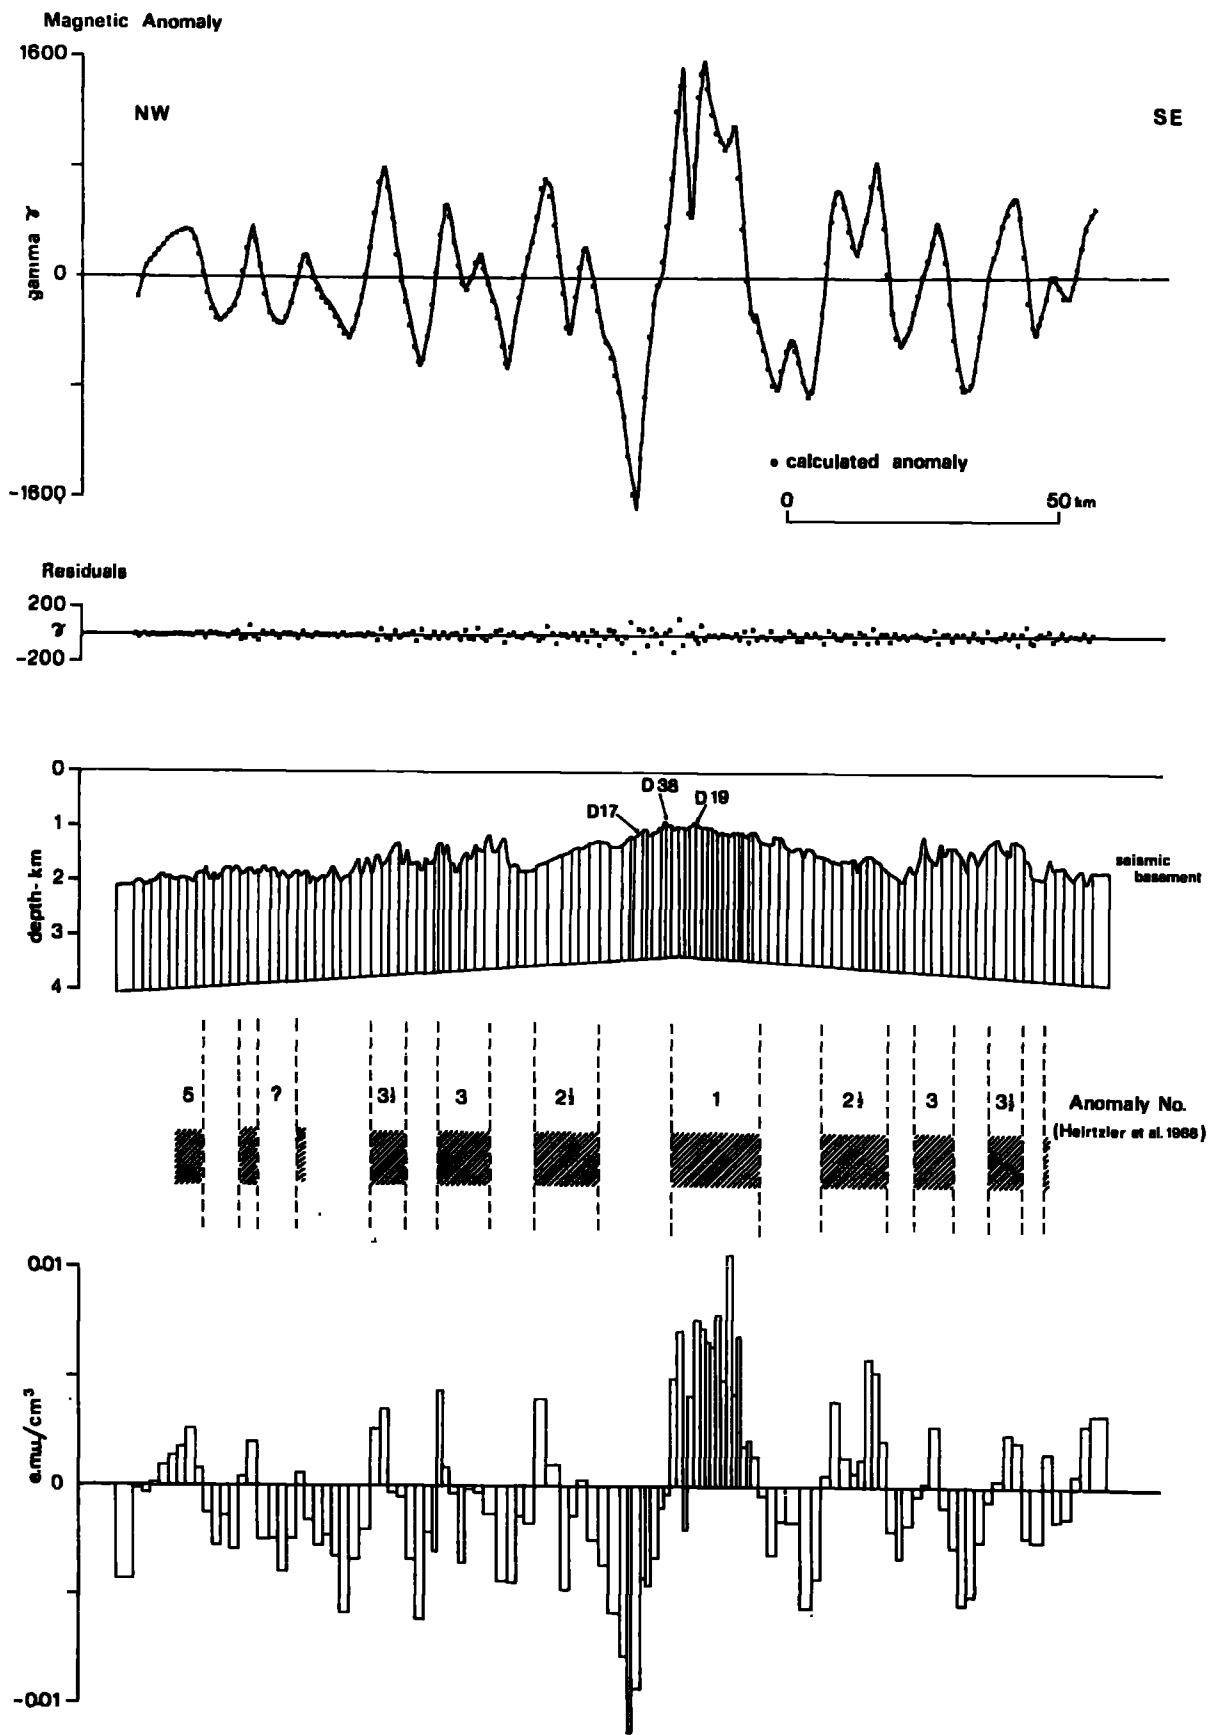 Magnetic Anomaly
1600
NW
SE
gamma γ
0
• calculated anomaly
-1600
0 50 km
Residuals
200
γ
-200
0
D38
D17 D19
1
seismic
basement
2
depth-km
3
4
5 ? 3½ 3 2½ 1 2½ 3 3½ Anomaly No.
(Heirtzler et al. 1968)
0.01
e.mu/cm³
0
-0.01